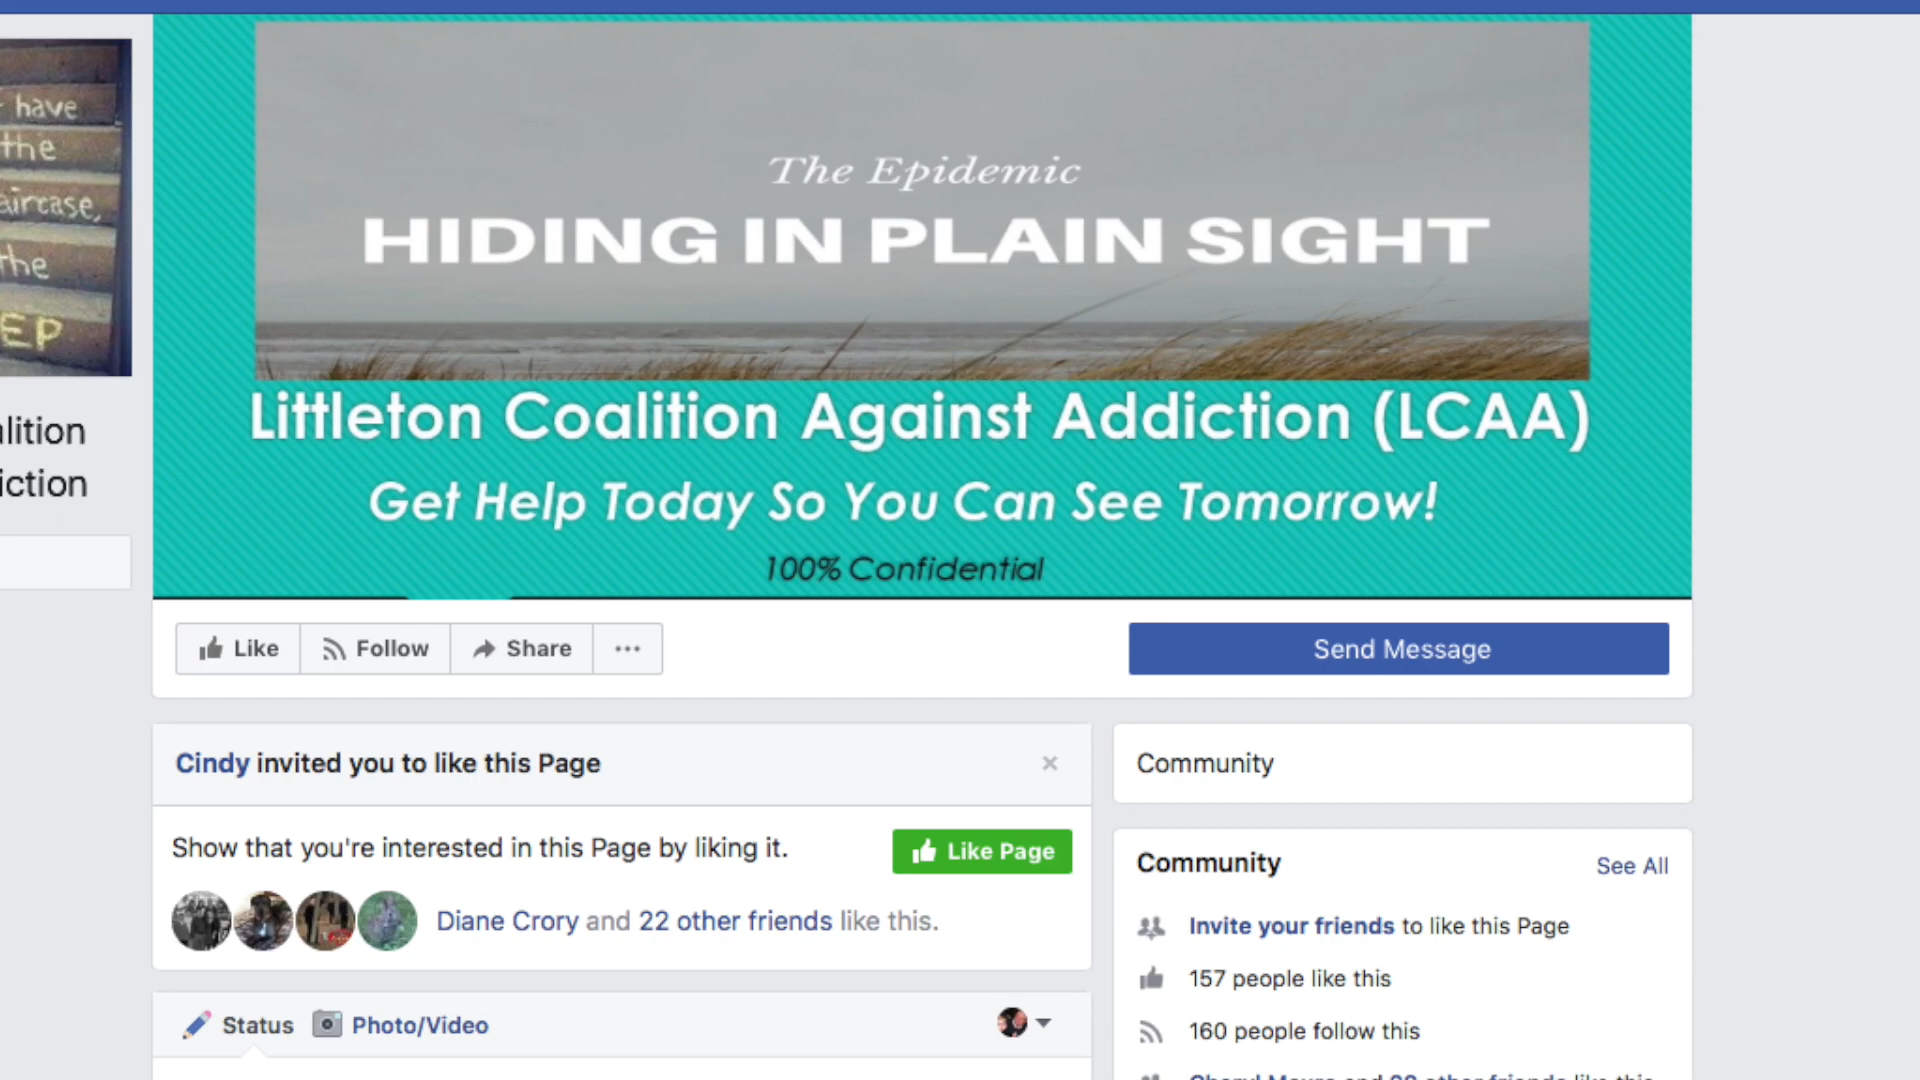 have
the
aircase,
the
EP
lition
iction
The Epidemic
HIDING IN PLAIN SIGHT
Littleton Coalition Against Addiction (LCAA)
Get Help Today So You Can See Tomorrow!
100% Confidential
Like
Follow
Share
Send Message
Cindy invited you to like this Page
Show that you're interested in this Page by liking it.
Like Page
Diane Crory and 22 other friends like this.
Status
Photo/Video
Community
Community
See All
Invite your friends to like this Page
157 people like this
160 people follow this